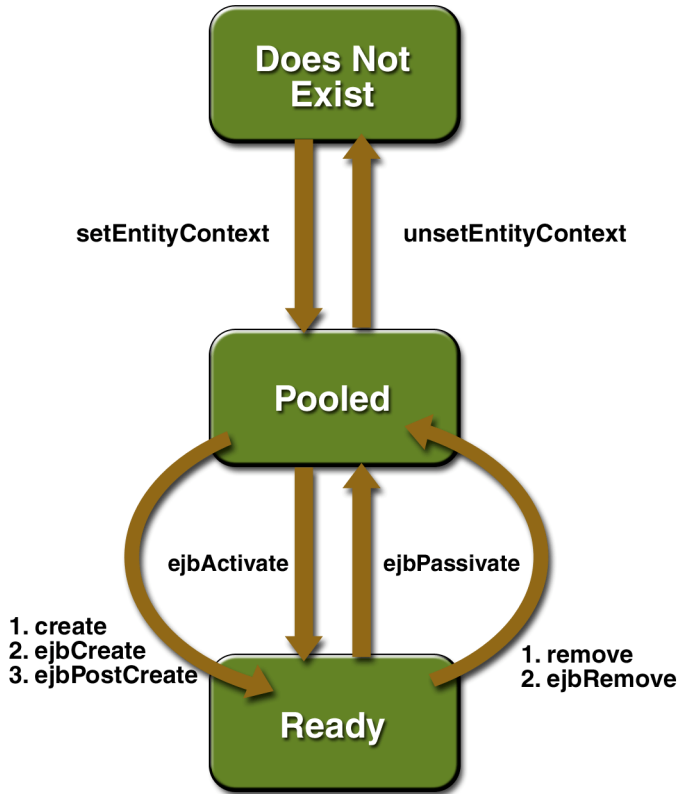 Does Not
Exist
setEntityContext
unsetEntityContext
Pooled
ejbActivate
ejbPassivate
1. create
2. ejbCreate
3. ejbPostCreate
1. remove
2. ejbRemove
Ready